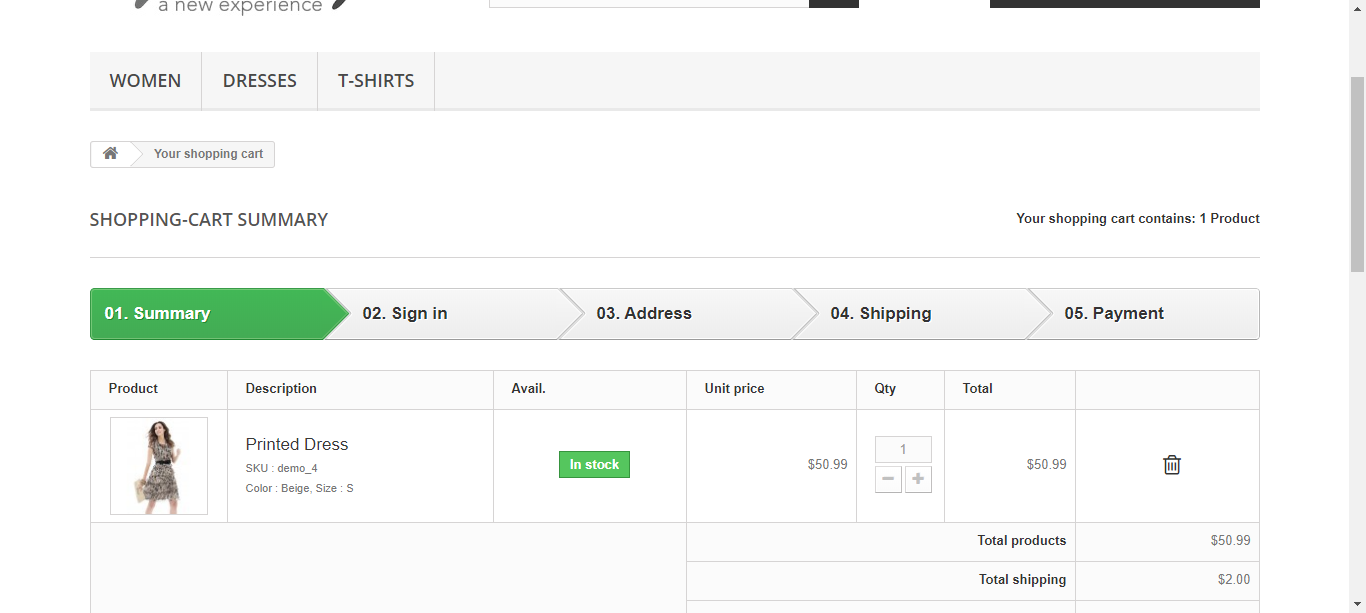 a new experience
WOMEN DRESSES T-SHIRTS
Your shopping cart
SHOPPING-CART SUMMARY Your shopping cart contains: 1 Product
01. Summary 02. Sign in 03. Address 04. Shipping 05. Payment
Product Description Avail. Unit price Qty Total
Printed Dress
SKU : demo_4
Color : Beige, Size : S
In stock
$50.99
1
$50.99
Total products $50.99
Total shipping $2.00